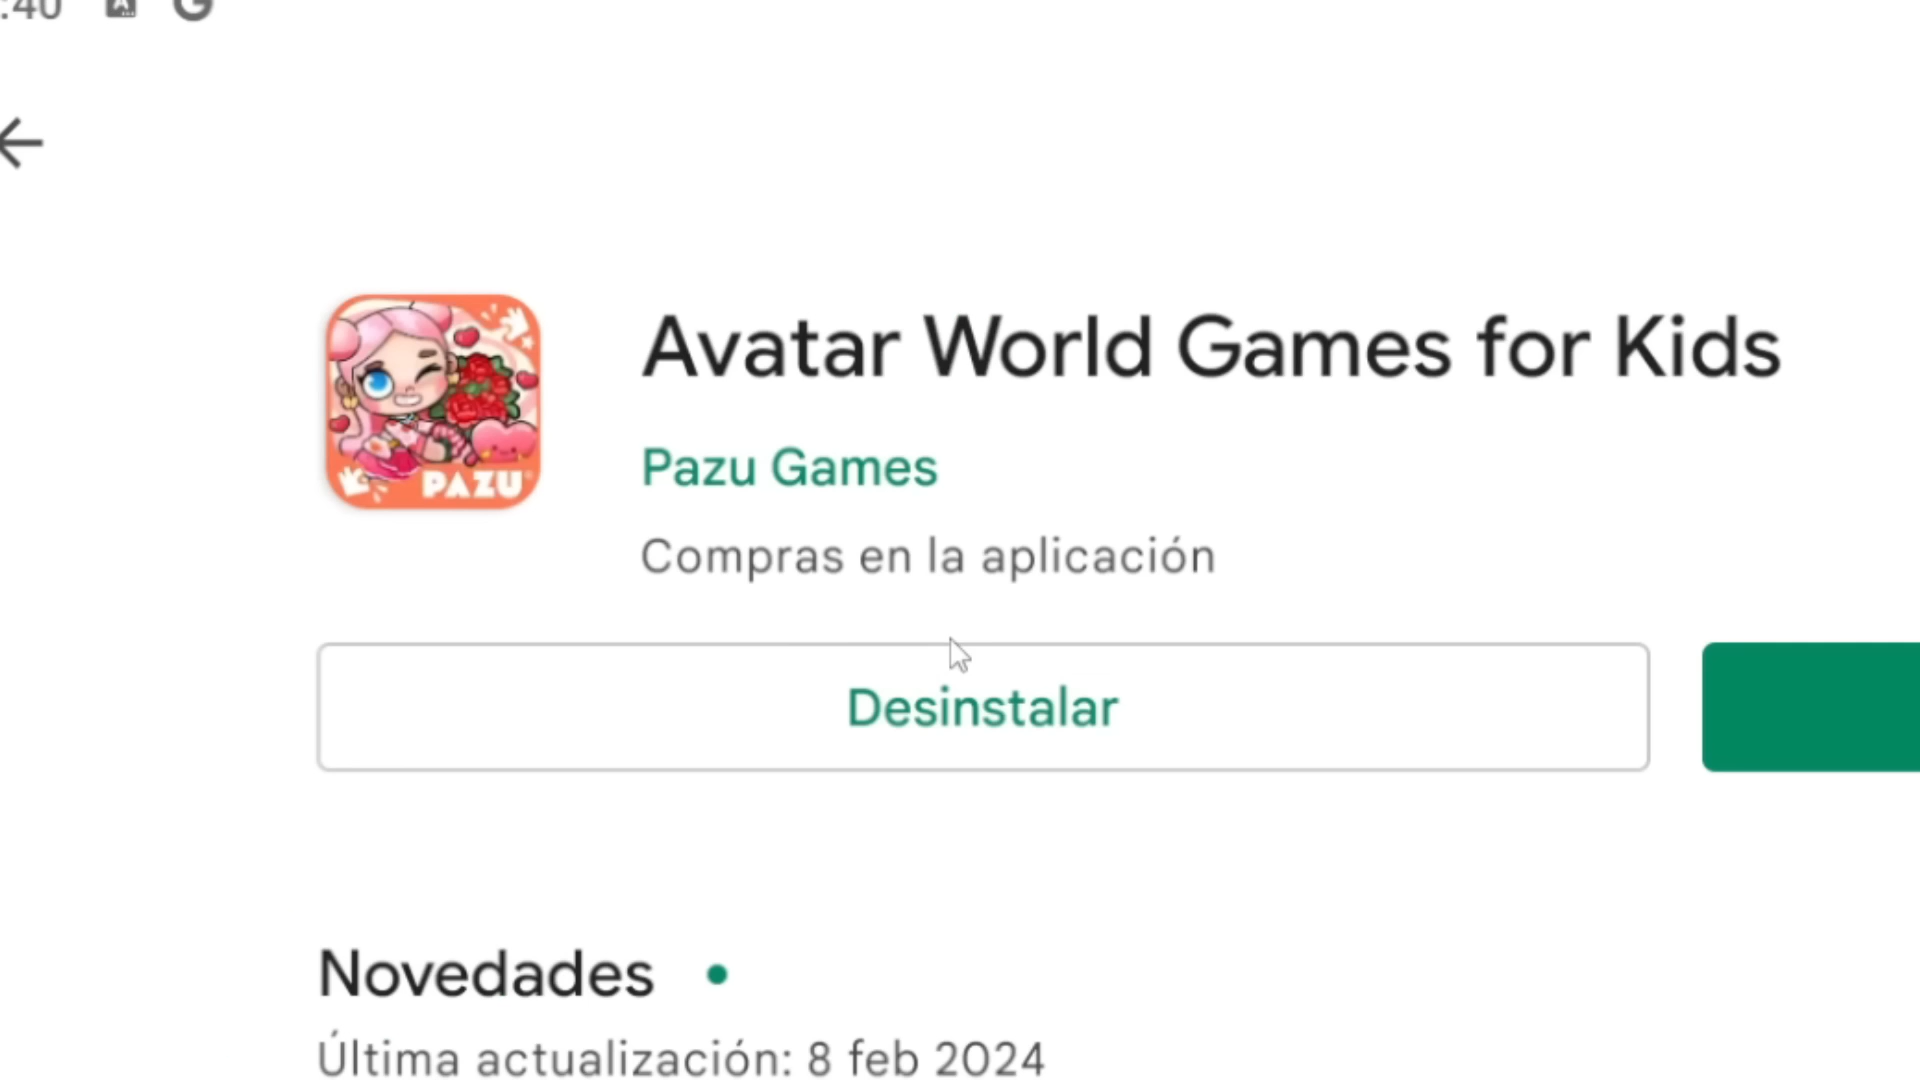 :40
Avatar World Games for Kids
Pazu Games
PAZU
Compras en la aplicación
Desinstalar
Novedades
Última actualización: 8 feb 2024